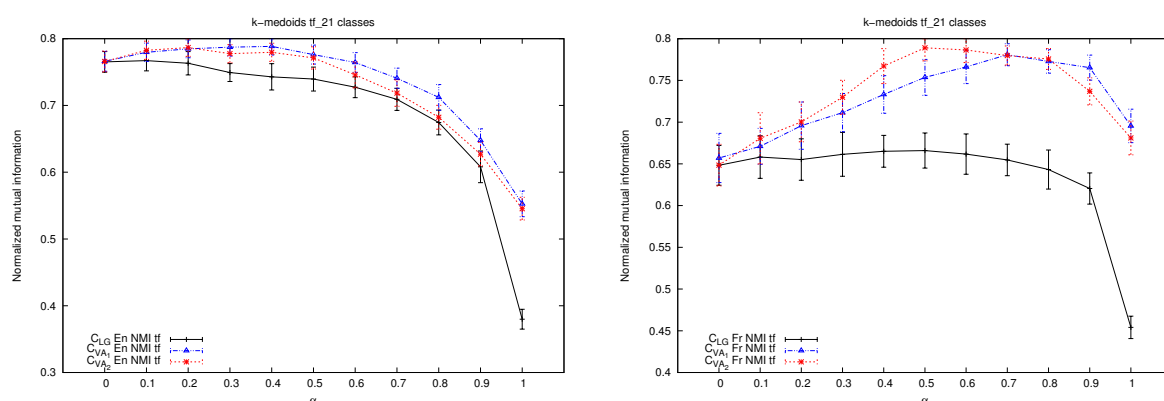 k-medoids tf_21 classes
Normalized mutual information
0.8
0.7
0.6
0.5
0.4
0.3
C_LG En NMI tf
C_VA_1 En NMI tf
C_VA_2 En NMI tf
0 0.1 0.2 0.3 0.4 0.5 0.6 0.7 0.8 0.9 1
α
k-medoids tf_21 classes
Normalized mutual information
0.8
0.75
0.7
0.65
0.6
0.55
0.5
0.45
0.4
C_LG Fr NMI tf
C_VA_1 Fr NMI tf
C_VA_2 Fr NMI tf
0 0.1 0.2 0.3 0.4 0.5 0.6 0.7 0.8 0.9 1
α